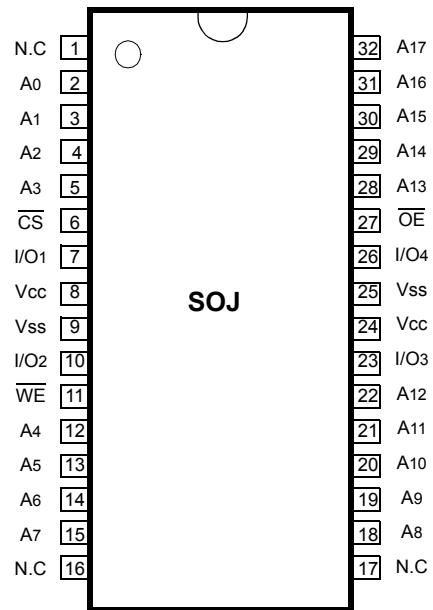 N.C 1 32 A17
A0 2 31 A16
A1 3 30 A15
A2 4 29 A14
A3 5 28 A13
C̅S̅ 6 27 O̅E̅
I/O1 7 26 I/O4
Vcc 8 25 Vss
SOJ
Vss 9 24 Vcc
I/O2 10 23 I/O3
W̅E̅ 11 22 A12
A4 12 21 A11
A5 13 20 A10
A6 14 19 A9
A7 15 18 A8
N.C 16 17 N.C